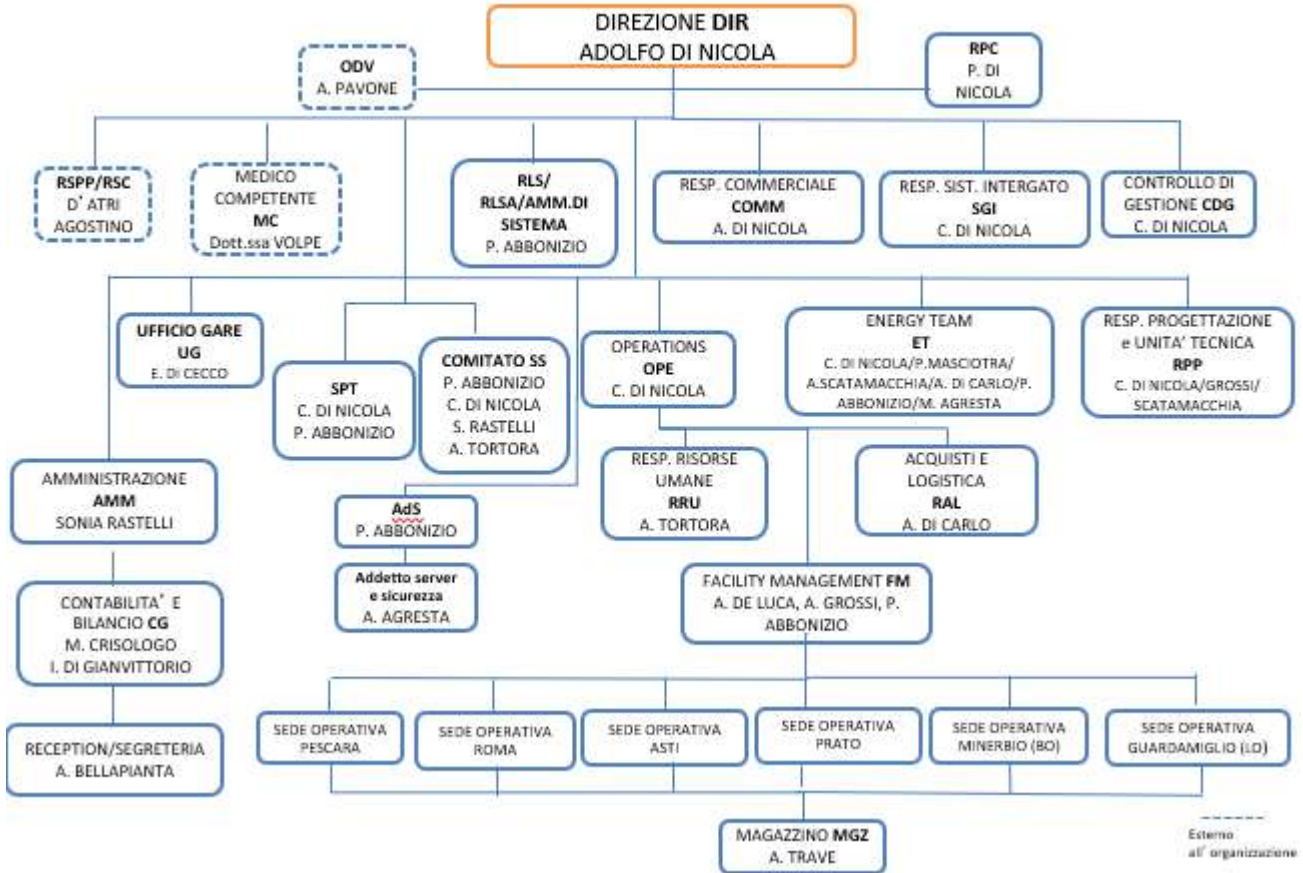 DIREZIONE DIR
ADOLFO DI NICOLA
ODV
A. PAVONE
RPC
P. DI
NICOLA
RSPP/RSC
D' ATRI
AGOSTINO
MEDICO
COMPETENTE
MC
Dott.ssa VOLPE
RLS/
RLSA/AMM.DI
SISTEMA
P. ABBONIZIO
RESP. COMMERCIALE
COMM
A. DI NICOLA
RESP. SIST. INTERGATO
SGI
C. DI NICOLA
CONTROLLO DI
GESTIONE CDG
C. DI NICOLA
UFFICIO GARE
UG
E. DI CECCO
SPT
C. DI NICOLA
P. ABBONIZIO
COMITATO SS
P. ABBONIZIO
C. DI NICOLA
S. RASTELLI
A. TORTORA
OPERATIONS
OPE
C. DI NICOLA
ENERGY TEAM
ET
C. DI NICOLA/P.MASCIOTRA/
A.SCATAMACCHIA/A. DI CARLO/P.
ABBONIZIO/M. AGRESTA
RESP. PROGETTAZIONE
e UNITA' TECNICA
RPP
C. DI NICOLA/GROSSI/
SCATAMACCHIA
AMMINISTRAZIONE
AMM
SONIA RASTELLI
AdS
P. ABBONIZIO
RESP. RISORSE
UMANE
RRU
A. TORTORA
ACQUISTI E
LOGISTICA
RAL
A. DI CARLO
Addetto server
e sicurezza
A. AGRESTA
FACILITY MANAGEMENT FM
A. DE LUCA, A. GROSSI, P.
ABBONIZIO
CONTABILITA' E
BILANCIO CG
M. CRISOLOGO
I. DI GIANVITTORIO
RECEPTION/SEGRETERIA
A. BELLAPIANTA
SEDE OPERATIVA
PESCARA
SEDE OPERATIVA
ROMA
SEDE OPERATIVA
ASTI
SEDE OPERATIVA
PRATO
SEDE OPERATIVA
MINERBIO (BO)
SEDE OPERATIVA
GUARDAMIGLIO (LO)
MAGAZZINO MGZ
A. TRAVE
Esterno
all' organizzazione